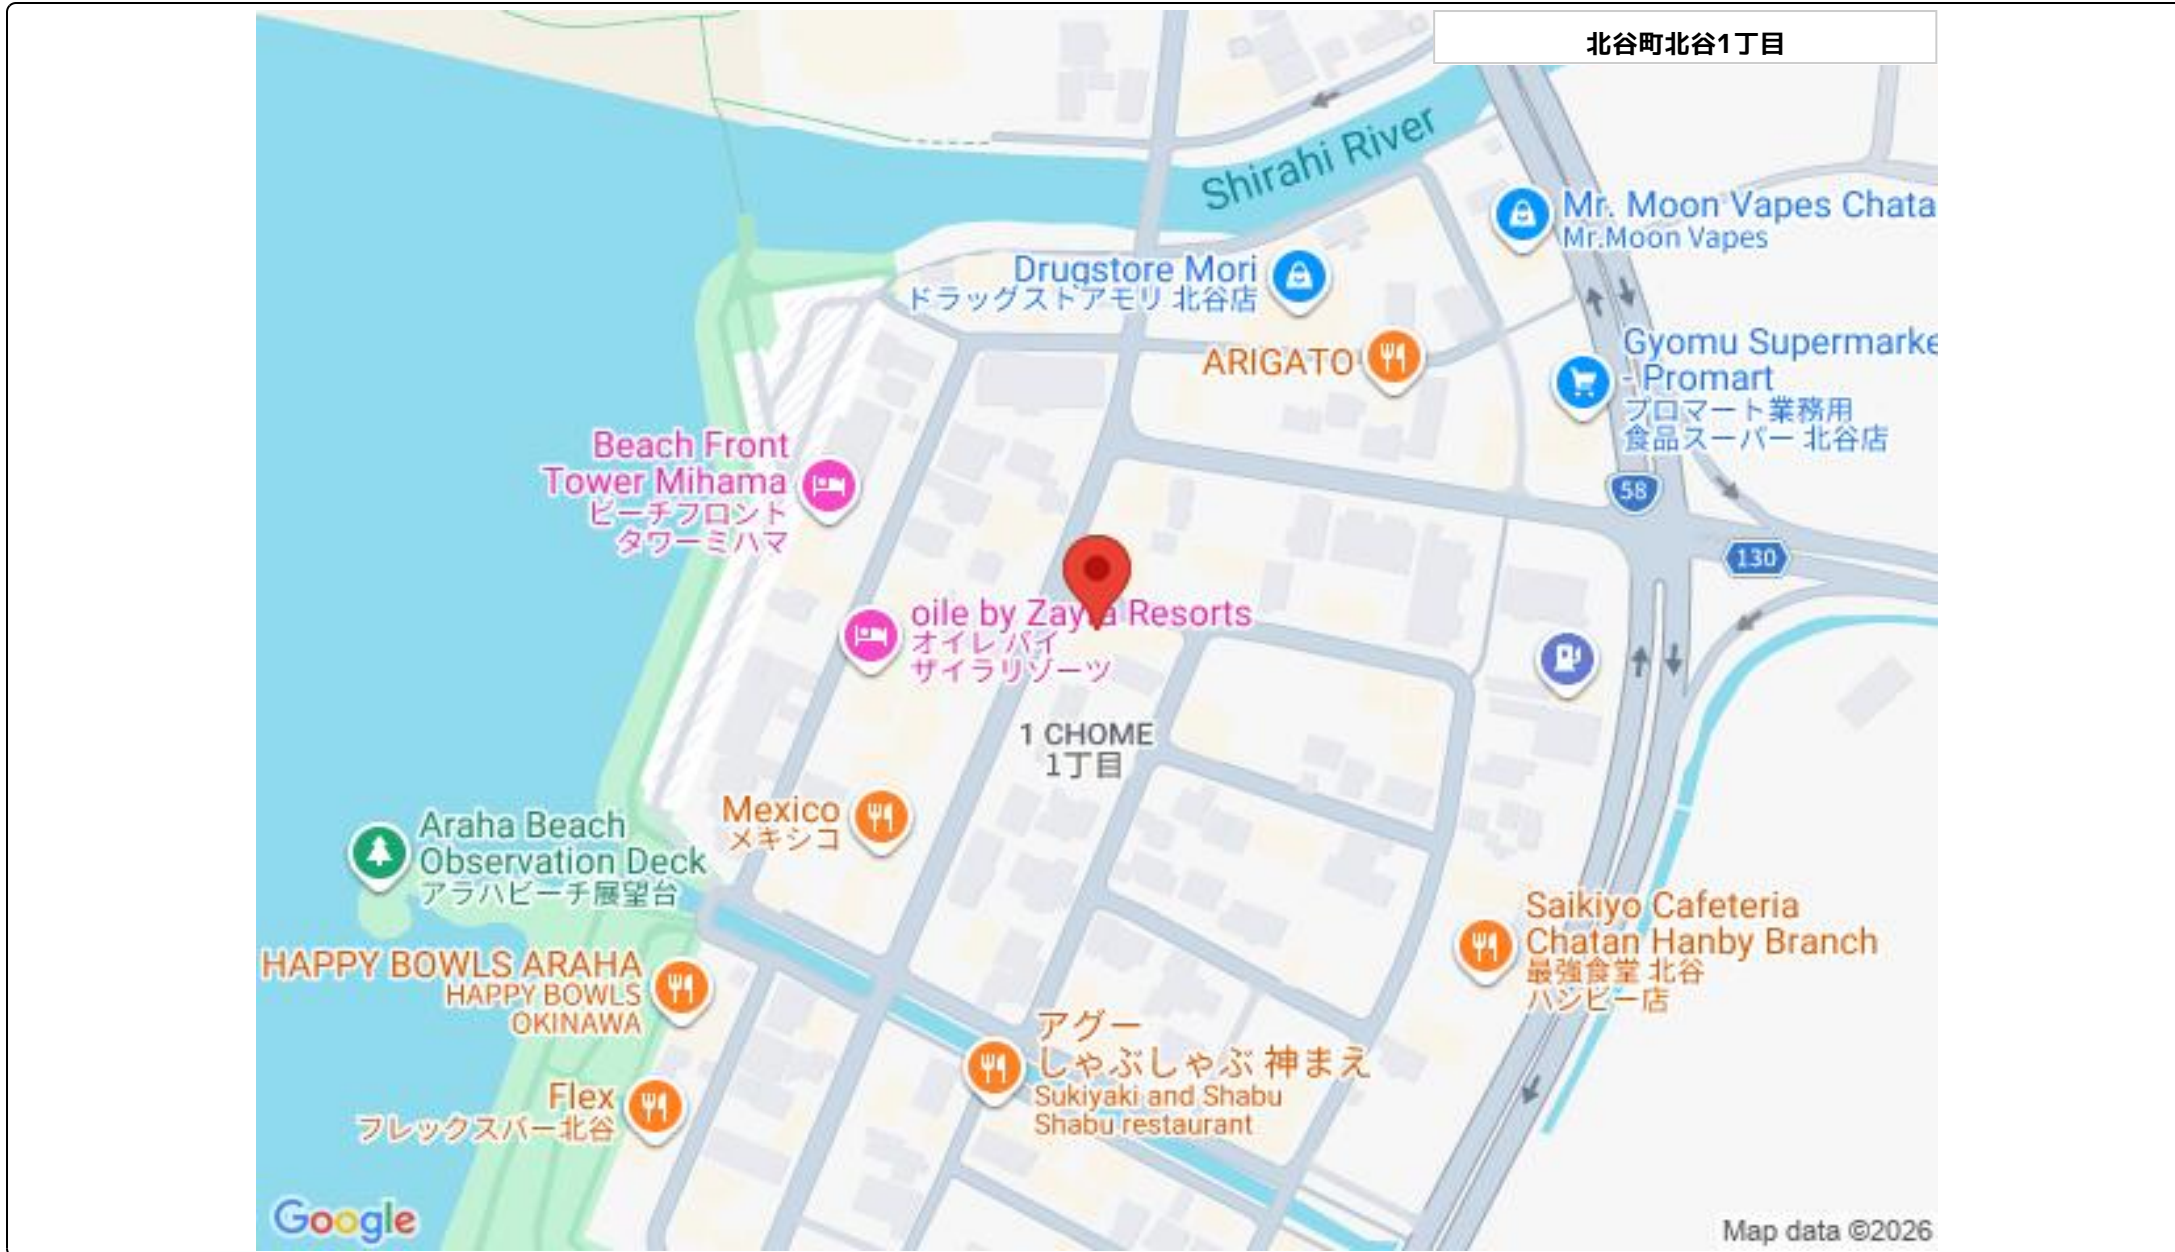 北谷町北谷1丁目
Shirahi River
Mr. Moon Vapes Chata
Mr.Moon Vapes
Drugstore Mori
ドラッグストアモリ 北谷店
ARIGATO
Gyomu Supermarke
- Promart
プロマート業務用
食品スーパー 北谷店
Beach Front
Tower Mihama
ビーチフロント
タワーミハマ
58
130
oile by Zayla Resorts
オイレ バイ
ザイラリゾーツ
1 CHOME
1丁目
Mexico
メキシコ
Araha Beach
Observation Deck
アラハビーチ展望台
Saikiyo Cafeteria
Chatan Hanby Branch
最強食堂 北谷
ハンビー店
HAPPY BOWLS ARAHA
HAPPY BOWLS
OKINAWA
アグー
しゃぶしゃぶ 神まえ
Sukiyaki and Shabu
Shabu restaurant
Flex
フレックスバー北谷
Google
Map data ©2026